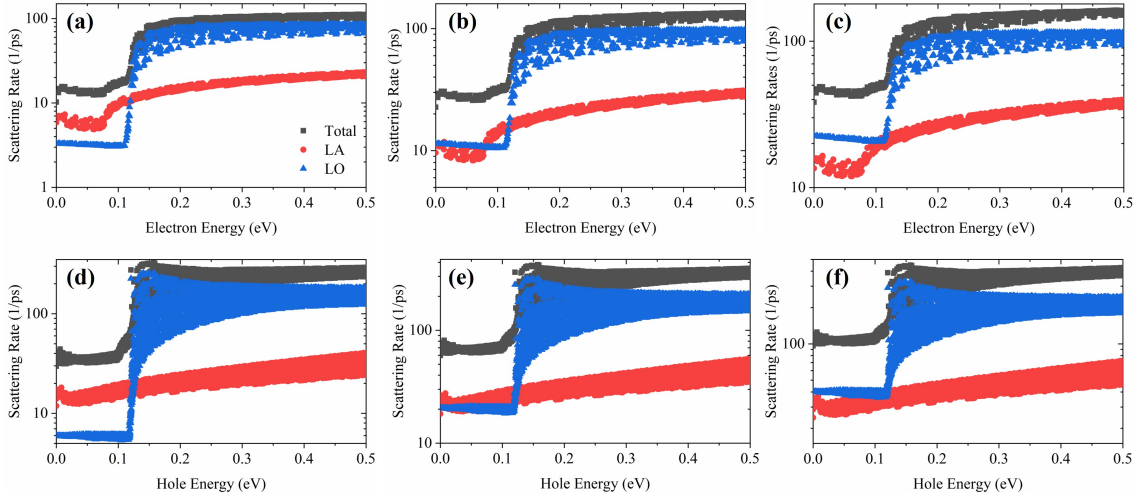 (a)
Scattering Rate (1/ps)
100
10
1
0.0 0.1 0.2 0.3 0.4 0.5
Electron Energy (eV)
Total
LA
LO
(b)
Scattering Rate (1/ps)
100
10
0.0 0.1 0.2 0.3 0.4 0.5
Electron Energy (eV)
(c)
Scattering Rates (1/ps)
100
10
0.0 0.1 0.2 0.3 0.4 0.5
Electron Energy (eV)
(d)
Scattering Rate (1/ps)
100
10
0.0 0.1 0.2 0.3 0.4 0.5
Hole Energy (eV)
(e)
Scattering Rate (1/ps)
100
10
0.0 0.1 0.2 0.3 0.4 0.5
Hole Energy (eV)
(f)
Scattering Rate (1/ps)
100
0.0 0.1 0.2 0.3 0.4 0.5
Hole Energy (eV)